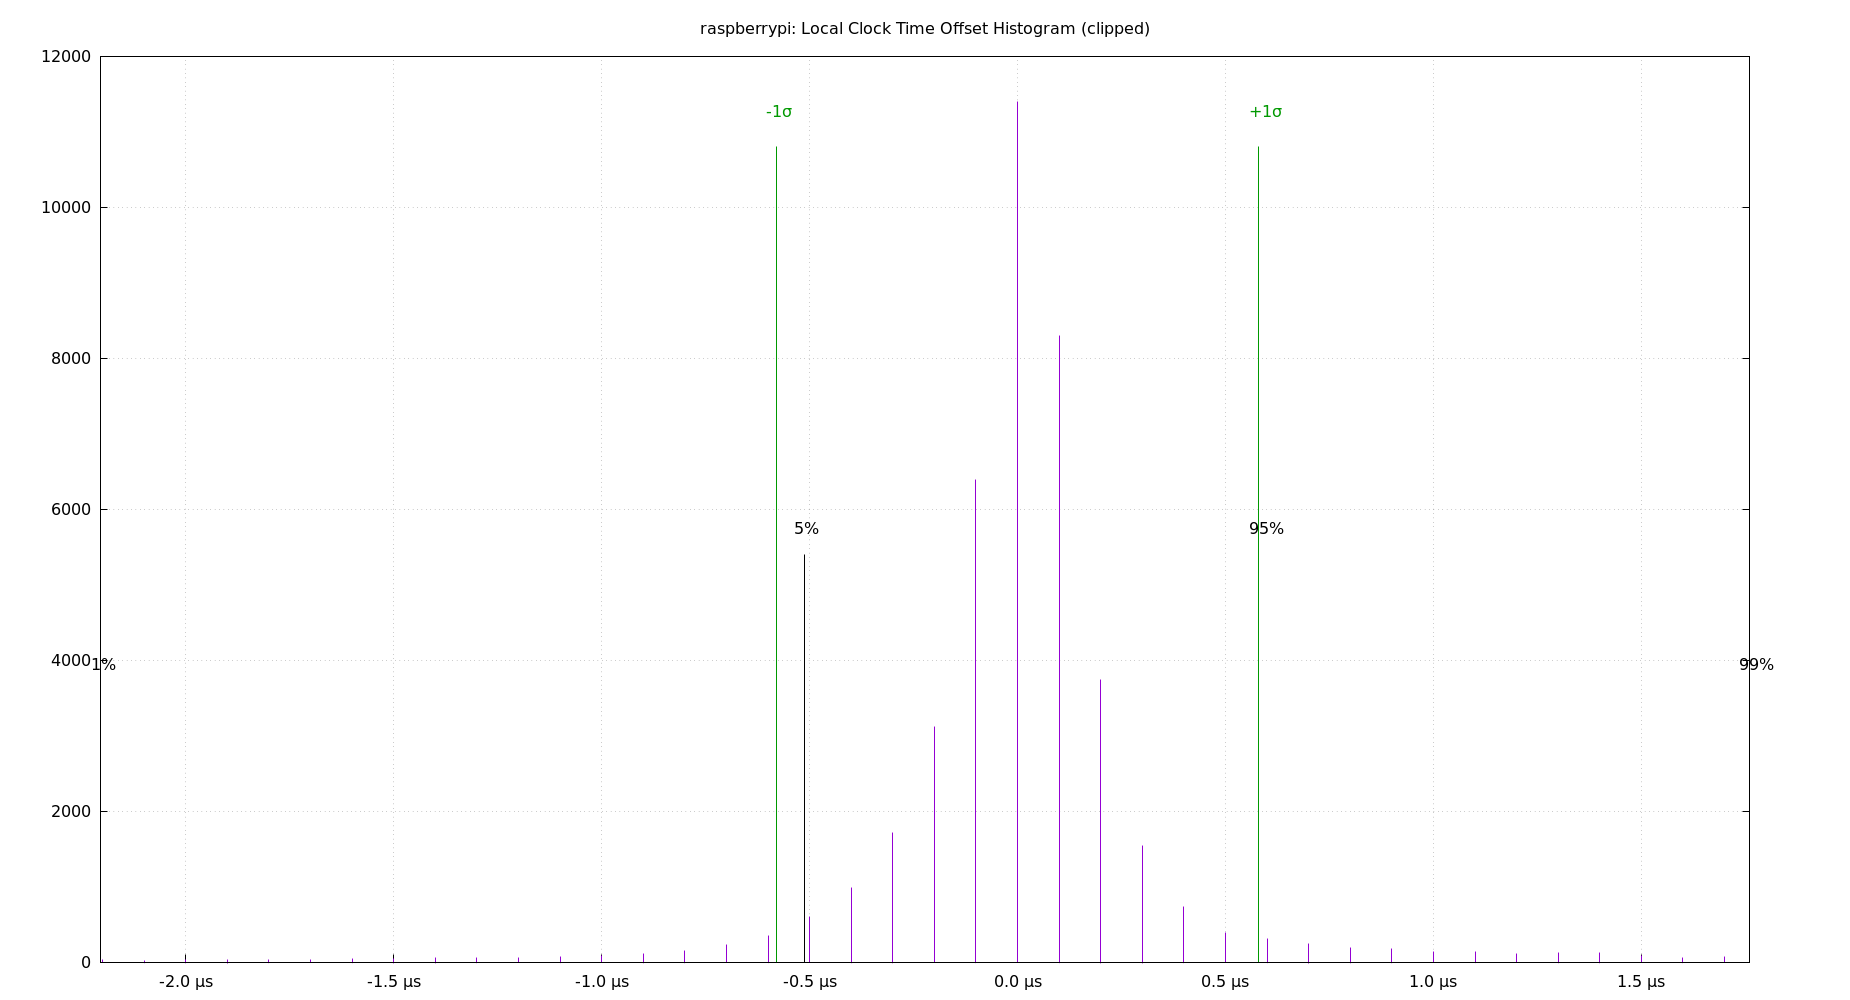 raspberrypi: Local Clock Time Offset Histogram (clipped)
12000
-1σ
+1σ
10000
8000
6000
5%
95%
4000
1%
99%
2000
0
-2.0 µs
-1.5 µs
-1.0 µs
-0.5 µs
0.0 µs
0.5 µs
1.0 µs
1.5 µs